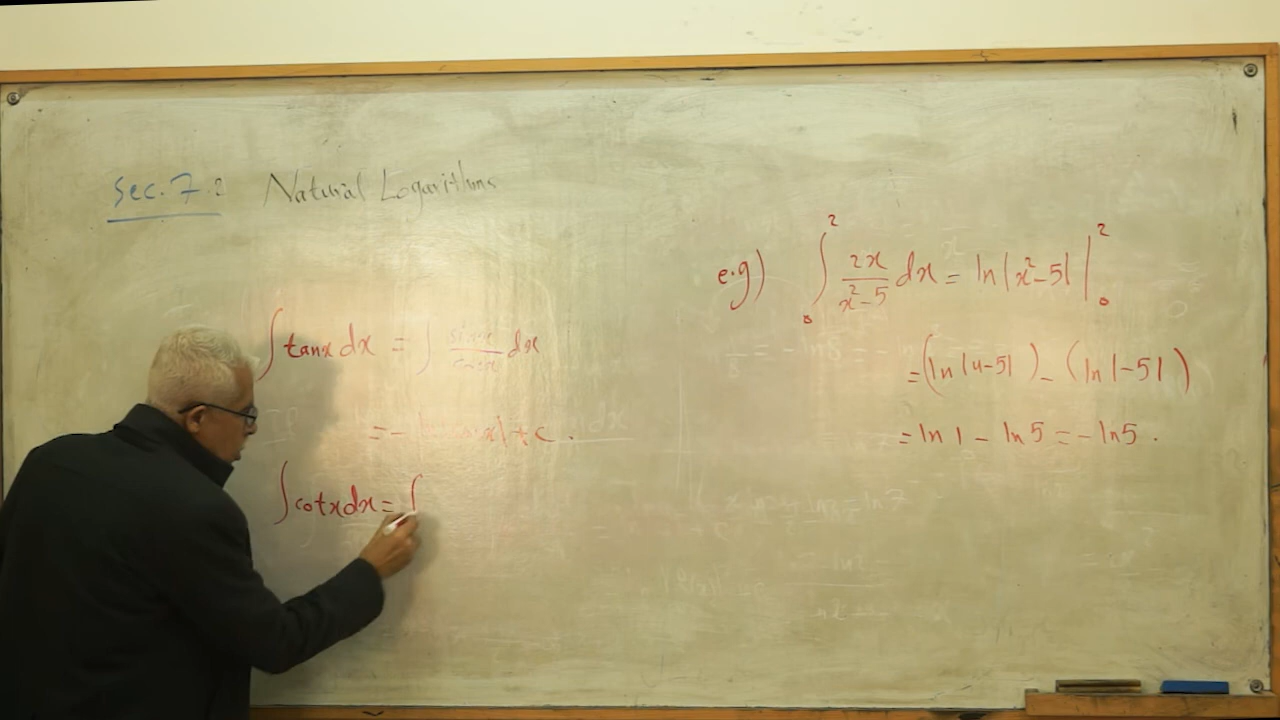 Sec. 7.2 Natural Logarithms
∫ tanx dx = ∫ sinx/cosx dx
= - ln|cosx| + c .
∫ cotx dx = ∫
e.g) ∫₀² 2x/(x²-5) dx = ln|x²-5| |₀²
= (ln|4-5|) - (ln|-5|)
= ln 1 - ln 5 = - ln 5 .